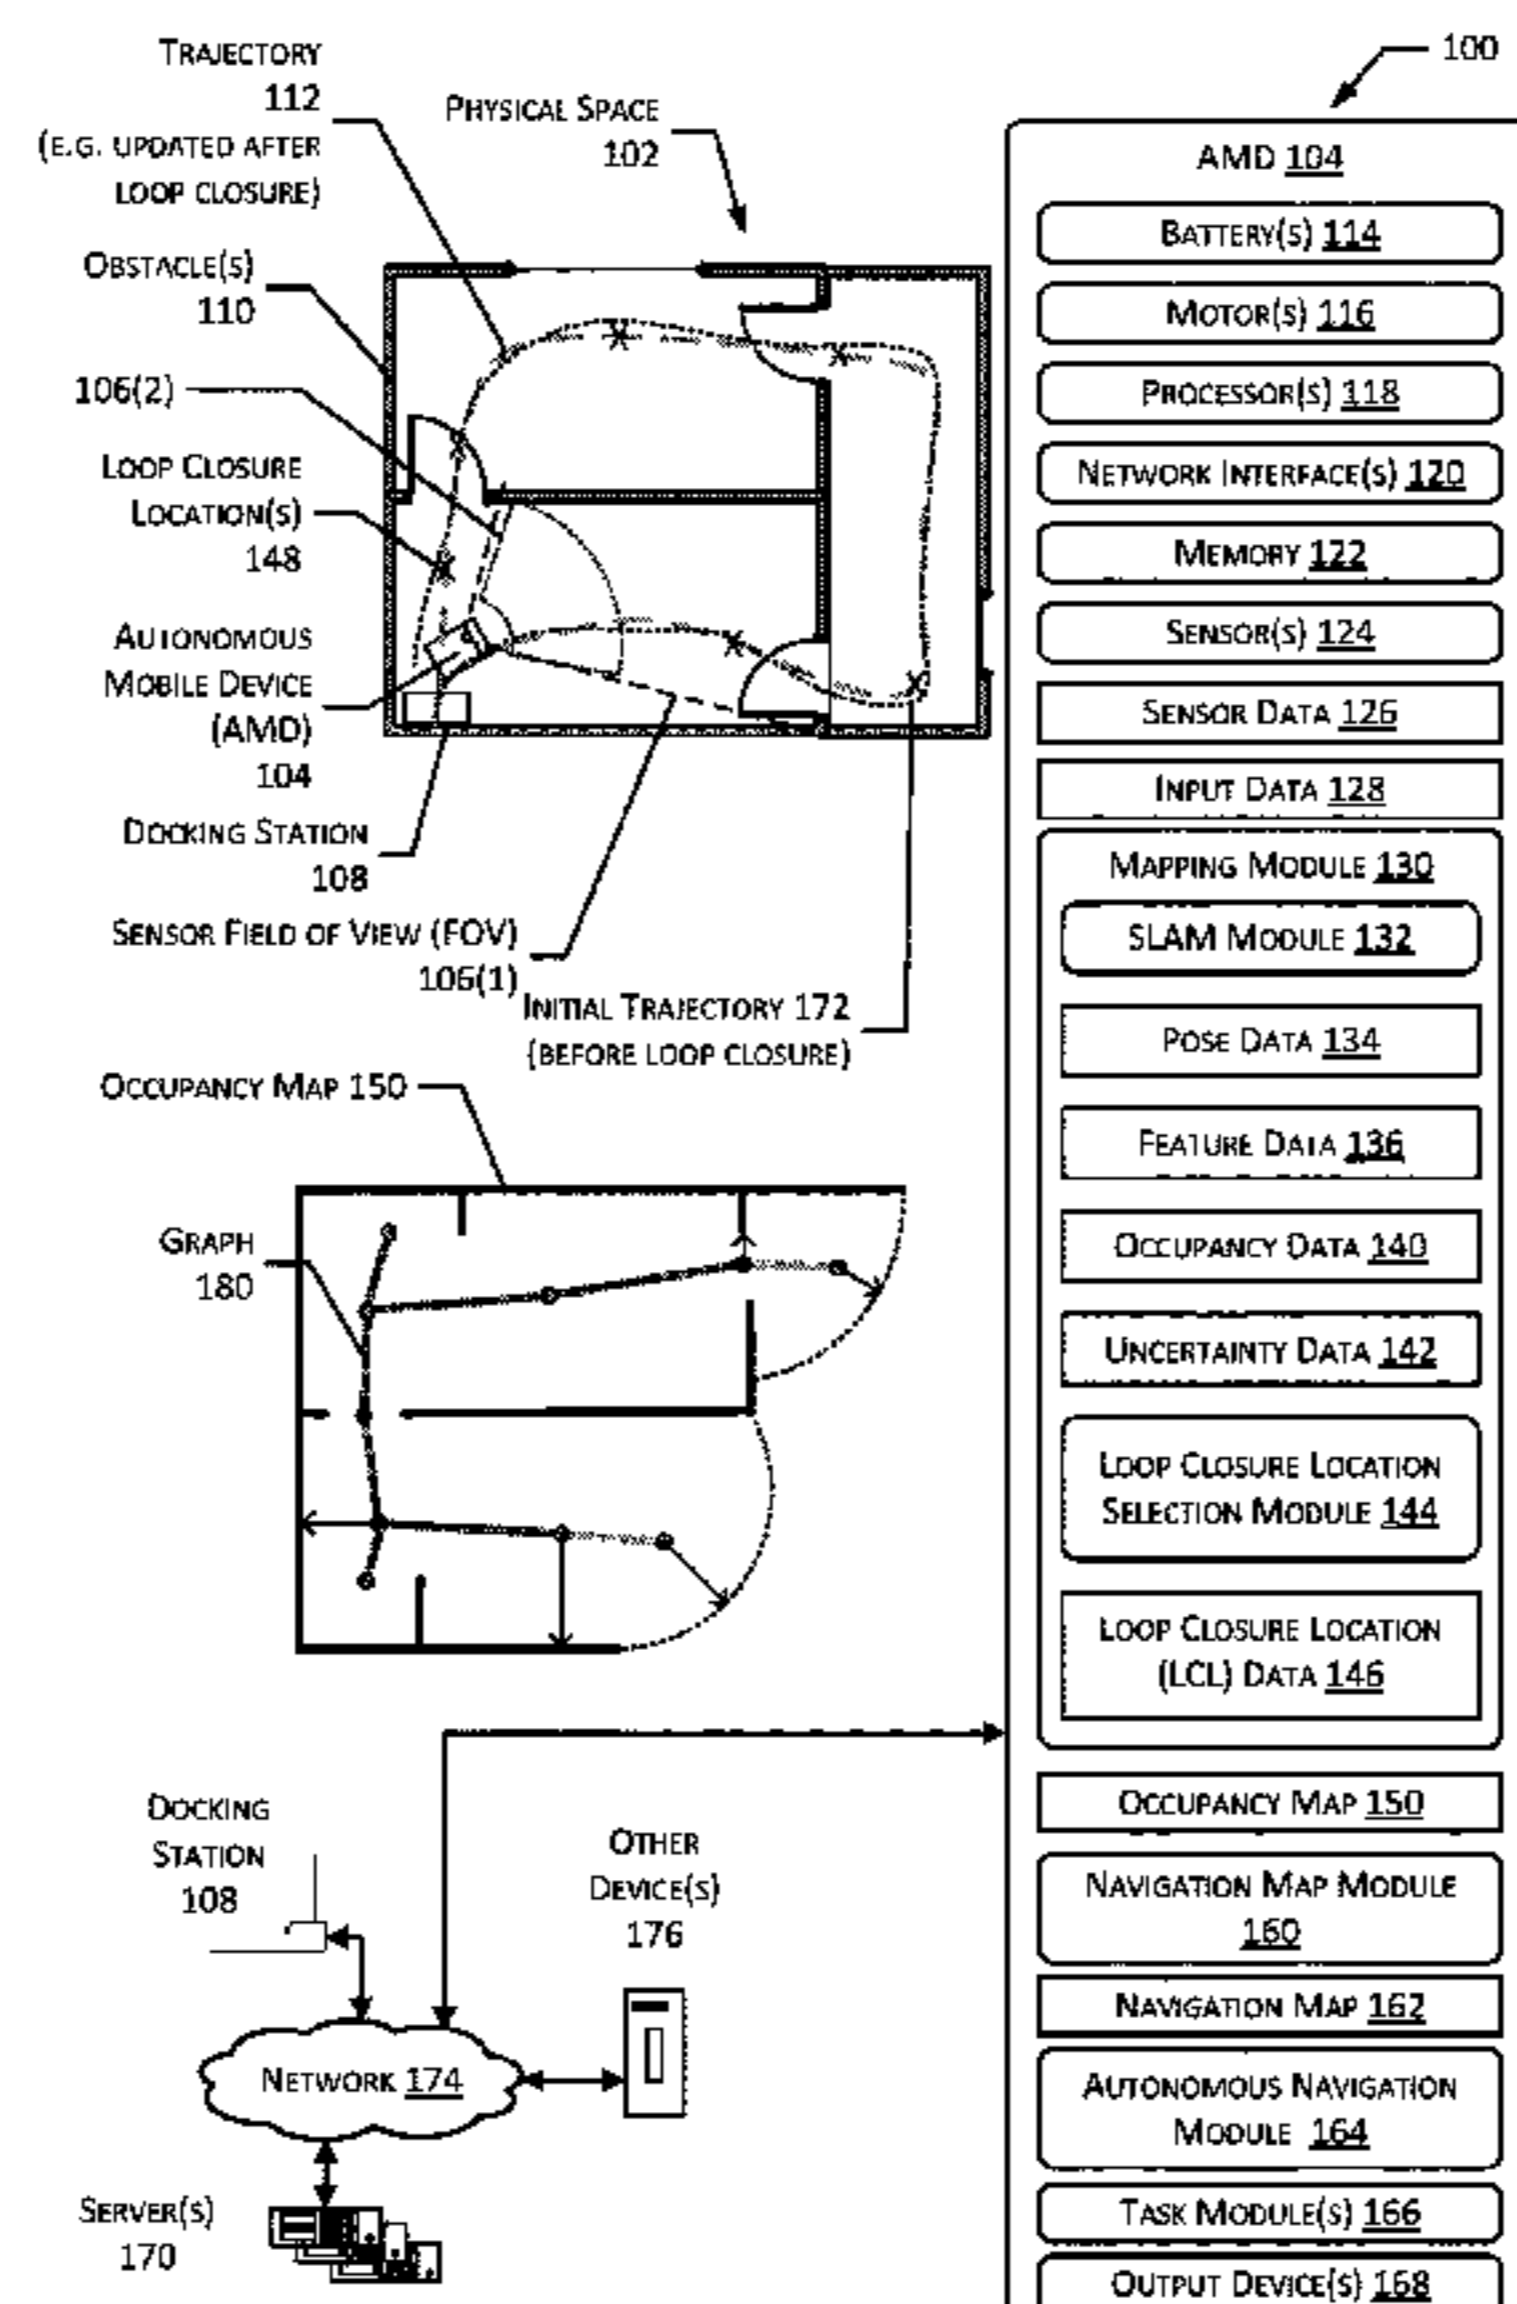 100
TRAJECTORY
112
(E.G. UPDATED AFTER
LOOP CLOSURE)
PHYSICAL SPACE
102
OBSTACLE(S)
110
106(2)
LOOP CLOSURE
LOCATION(S)
148
AUTONOMOUS
MOBILE DEVICE
(AMD)
104
DOCKING STATION
108
SENSOR FIELD OF VIEW (FOV)
106(1)
INITIAL TRAJECTORY 172
(BEFORE LOOP CLOSURE)
OCCUPANCY MAP 150
GRAPH
180
DOCKING
STATION
108
OTHER
DEVICE(S)
176
NETWORK 174
SERVER(S)
170
AMD 104
BATTERY(S) 114
MOTOR(S) 116
PROCESSOR(S) 118
NETWORK INTERFACE(S) 120
MEMORY 122
SENSOR(S) 124
SENSOR DATA 126
INPUT DATA 128
MAPPING MODULE 130
SLAM MODULE 132
POSE DATA 134
FEATURE DATA 136
OCCUPANCY DATA 140
UNCERTAINTY DATA 142
LOOP CLOSURE LOCATION
SELECTION MODULE 144
LOOP CLOSURE LOCATION
(LCL) DATA 146
OCCUPANCY MAP 150
NAVIGATION MAP MODULE
160
NAVIGATION MAP 162
AUTONOMOUS NAVIGATION
MODULE 164
TASK MODULE(S) 166
OUTPUT DEVICE(S) 168